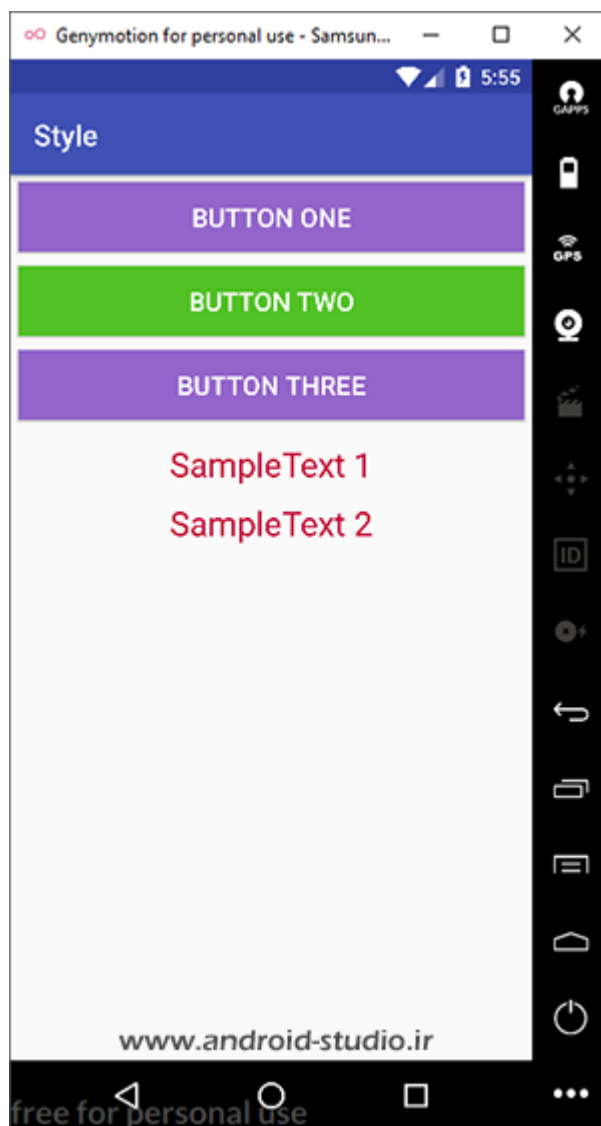 Genymotion for personal use - Samsun...
5:55
GAPPS
Style
BUTTON ONE
GPS
BUTTON TWO
BUTTON THREE
SampleText 1
SampleText 2
ID
www.android-studio.ir
free for personal use